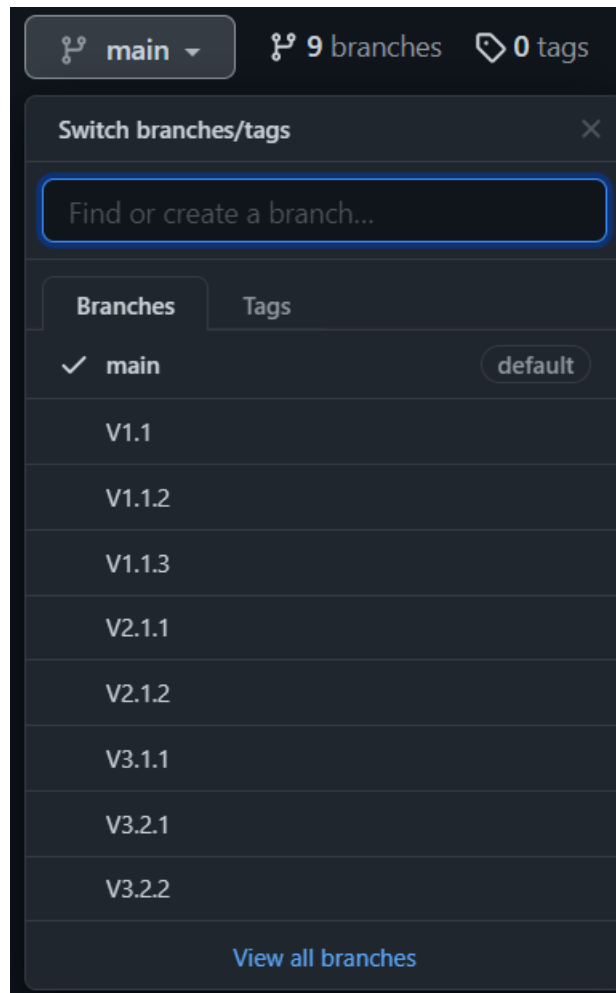 main 9 branches 0 tags
Switch branches/tags
Find or create a branch...
Branches Tags
main default
V1.1
V1.1.2
V1.1.3
V2.1.1
V2.1.2
V3.1.1
V3.2.1
V3.2.2
View all branches